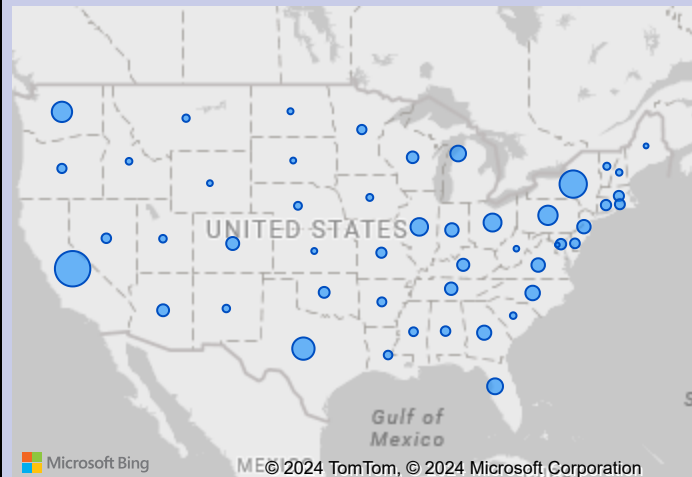 UNITED STATES
Gulf of
Mexico
Microsoft Bing
© 2024 TomTom, © 2024 Microsoft Corporation